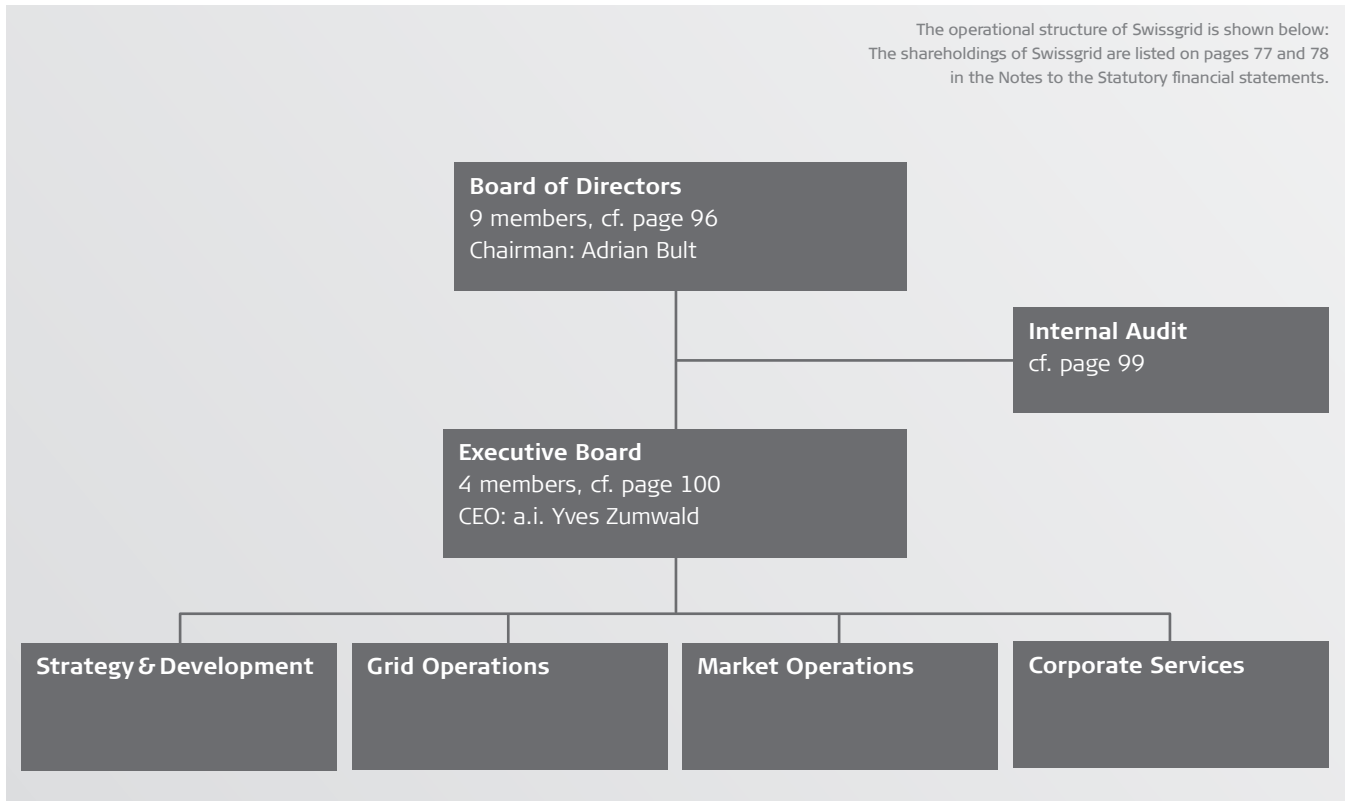 The operational structure of Swissgrid is shown below:
The shareholdings of Swissgrid are listed on pages 77 and 78
in the Notes to the Statutory financial statements.
Board of Directors
9 members, cf. page 96
Chairman: Adrian Bult
Internal Audit
cf. page 99
Executive Board
4 members, cf. page 100
CEO: a.i. Yves Zumwald
Strategy & Development
Grid Operations
Market Operations
Corporate Services